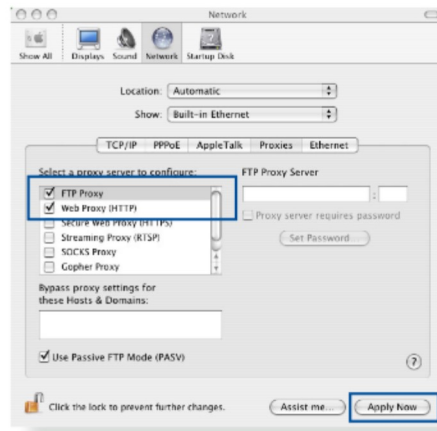 Network
Show All Displays Sound Network Startup Disk
Location: Automatic
Show: Built-in Ethernet
TCP/IP PPPoE AppleTalk Proxies Ethernet
Select a proxy server to configure: FTP Proxy Server
FTP Proxy :
Web Proxy (HTTP) Proxy server requires password
Secure Web Proxy (HTTPS)
Streaming Proxy (RTSP) Set Password...
SOCKS Proxy
Gopher Proxy
Bypass proxy settings for
these Hosts & Domains:
Use Passive FTP Mode (PASV) ?
Click the lock to prevent further changes. Assist me... Apply Now